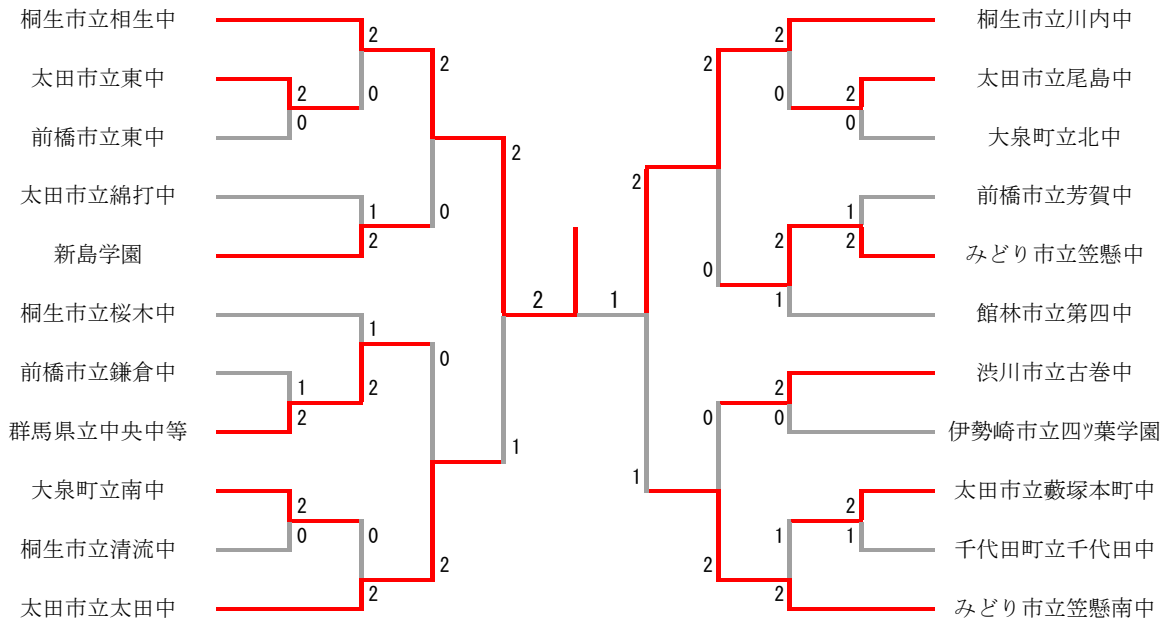 桐生市立相生中
太田市立東中
前橋市立東中
太田市立綿打中
新島学園
桐生市立桜木中
前橋市立鎌倉中
群馬県立中央中等
大泉町立南中
桐生市立清流中
太田市立太田中
2
0
2
0
1
2
2
0
1
2
1
2
2
0
0
2
0
2
2
1
2
1
2
1
2
0
0
2
2
0
2
0
1
2
2
1
2
0
2
1
1
2
桐生市立川内中
太田市立尾島中
大泉町立北中
前橋市立芳賀中
みどり市立笠懸中
館林市立第四中
渋川市立古巻中
伊勢崎市立四ツ葉学園
太田市立藪塚本町中
千代田町立千代田中
みどり市立笠懸南中